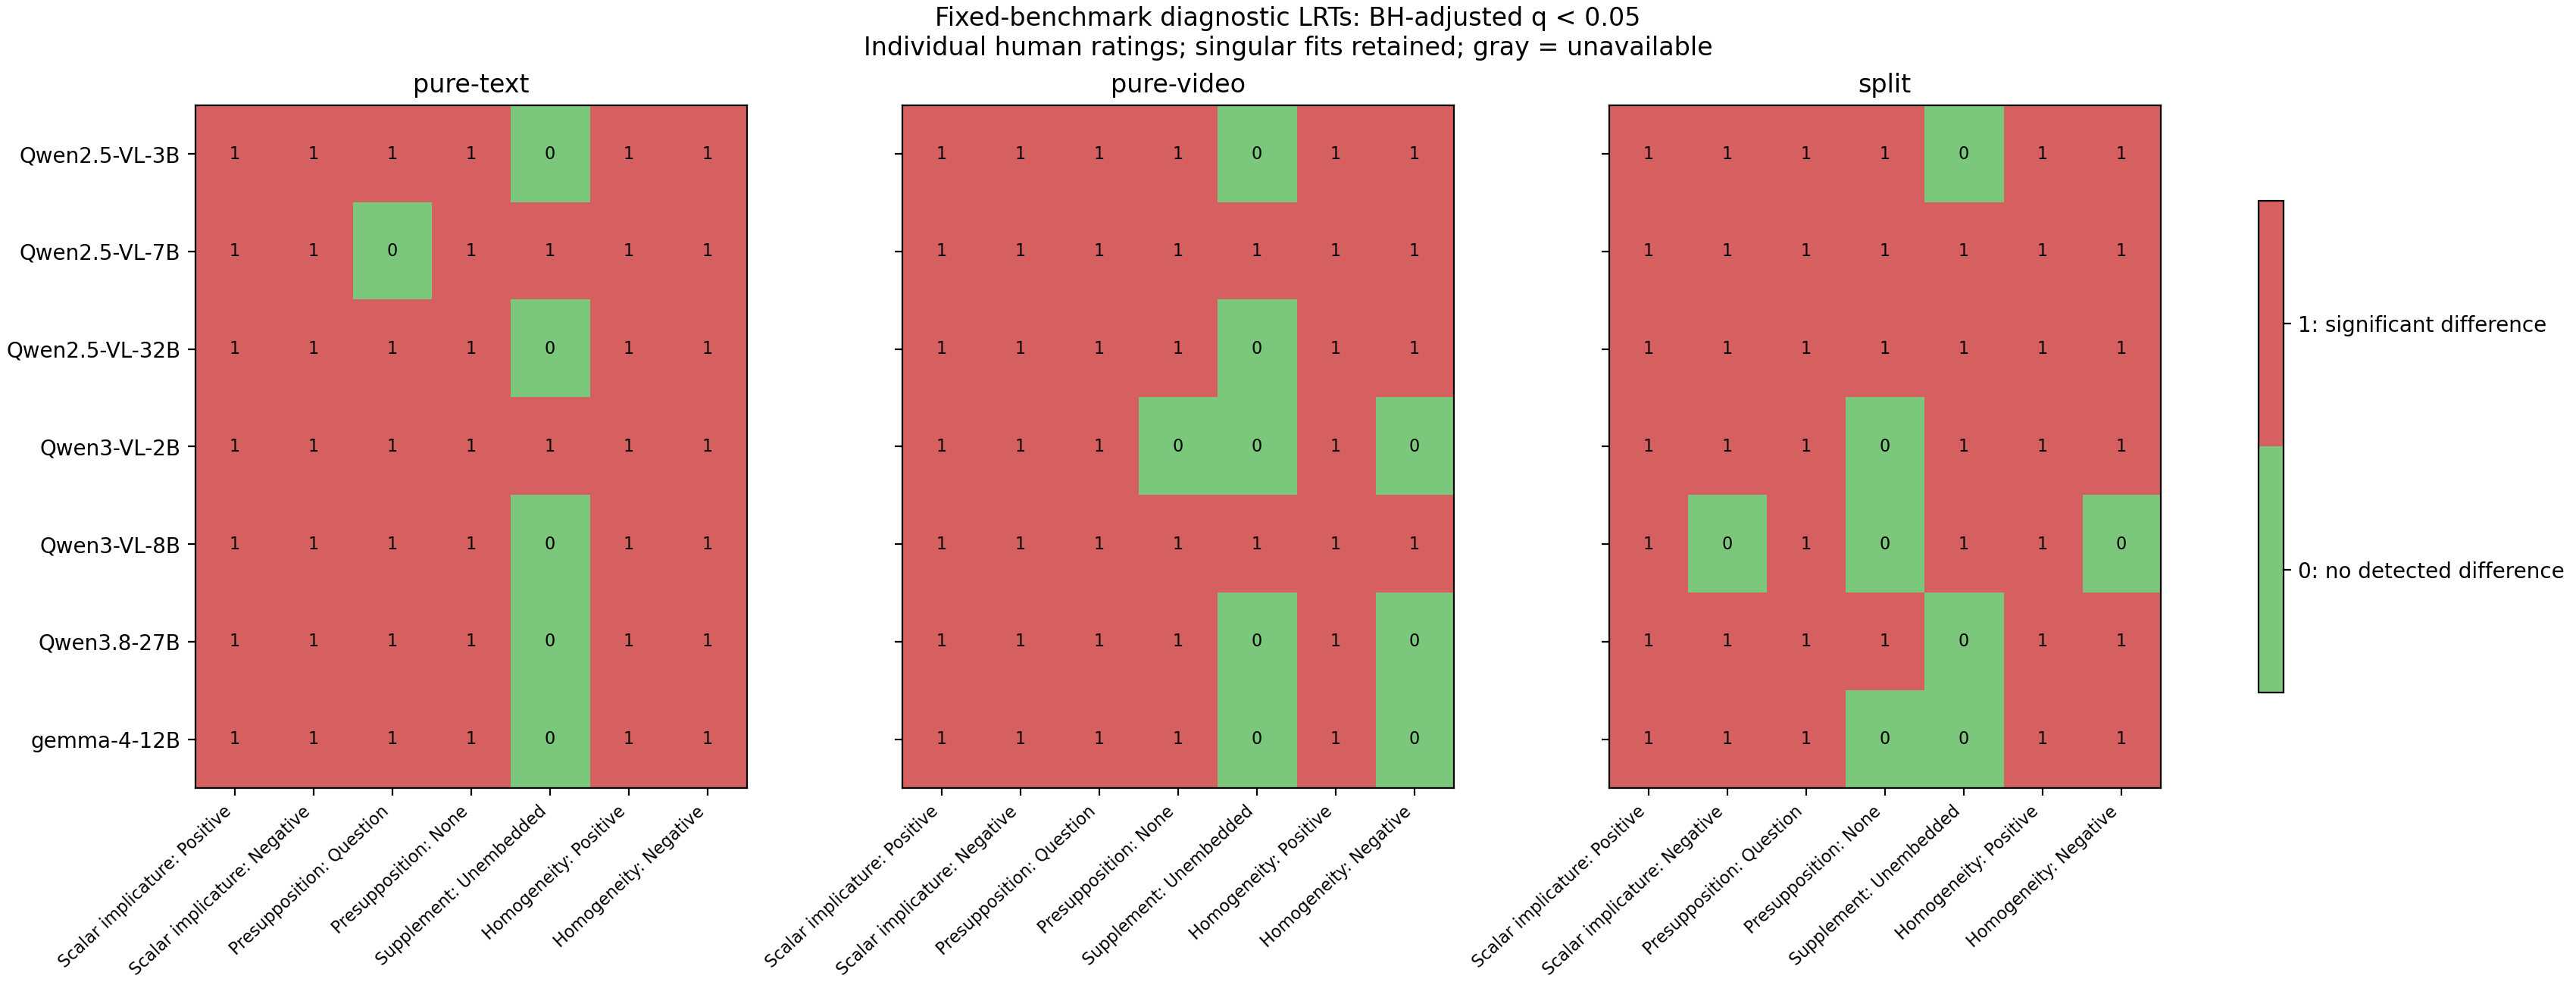 Fixed-benchmark diagnostic LRTs: BH-adjusted q < 0.05
Individual human ratings; singular fits retained; gray = unavailable
pure-text
pure-video
split
Qwen2.5-VL-3B 1 1 1 1 0 1 1 1 1 1 1 0 1 1 1 1 1 1 0 1 1
Qwen2.5-VL-7B 1 1 0 1 1 1 1 1 1 1 1 1 1 1 1 1 1 1 1 1 1
Qwen2.5-VL-32B 1 1 1 1 0 1 1 1 1 1 1 0 1 1 1 1 1 1 1 1 1
Qwen3-VL-2B 1 1 1 1 1 1 1 1 1 1 0 0 1 0 1 1 1 0 1 1 1
Qwen3-VL-8B 1 1 1 1 0 1 1 1 1 1 1 1 1 1 1 0 1 0 1 1 0
Qwen3.8-27B 1 1 1 1 0 1 1 1 1 1 1 0 1 0 1 1 1 1 0 1 1
gemma-4-12B 1 1 1 1 0 1 1 1 1 1 1 0 1 0 1 1 1 0 0 1 1
Scalar implicature: Positive
Scalar implicature: Negative
Presupposition: Question
Presupposition: None
Supplement: Unembedded
Homogeneity: Positive
Homogeneity: Negative
Scalar implicature: Positive
Scalar implicature: Negative
Presupposition: Question
Presupposition: None
Supplement: Unembedded
Homogeneity: Positive
Homogeneity: Negative
Scalar implicature: Positive
Scalar implicature: Negative
Presupposition: Question
Presupposition: None
Supplement: Unembedded
Homogeneity: Positive
Homogeneity: Negative
1: significant difference
0: no detected difference